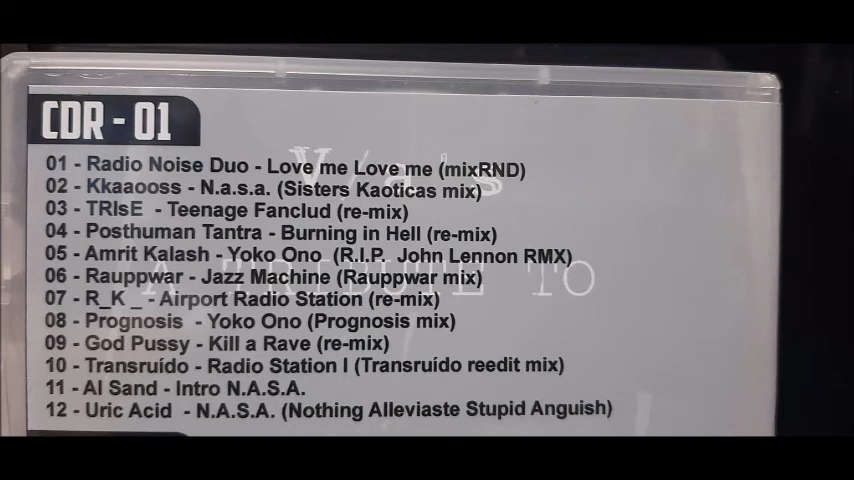 CDR - 01
V/a's
01 - Radio Noise Duo - Love me Love me (mixRND)
02 - Kkaaooss - N.a.s.a. (Sisters Kaoticas mix)
03 - TRIsE - Teenage Fanclud (re-mix)
04 - Posthuman Tantra - Burning in Hell (re-mix)
05 - Amrit Kalash - Yoko Ono (R.I.P. John Lennon RMX)
A TRIBUTE TO
06 - Rauppwar - Jazz Machine (Rauppwar mix)
07 - R_K _ - Airport Radio Station (re-mix)
08 - Prognosis - Yoko Ono (Prognosis mix)
09 - God Pussy - Kill a Rave (re-mix)
10 - Transruído - Radio Station I (Transruído reedit mix)
11 - Al Sand - Intro N.A.S.A.
12 - Uric Acid - N.A.S.A. (Nothing Alleviaste Stupid Anguish)